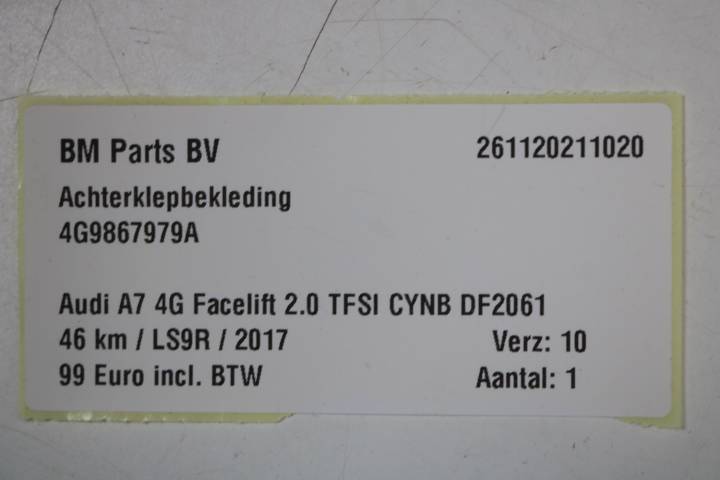 BM Parts BV 261120211020
Achterklepbekleding
4G9867979A
Audi A7 4G Facelift 2.0 TFSI CYNB DF2061
46 km / LS9R / 2017 Verz: 10
99 Euro incl. BTW Aantal: 1